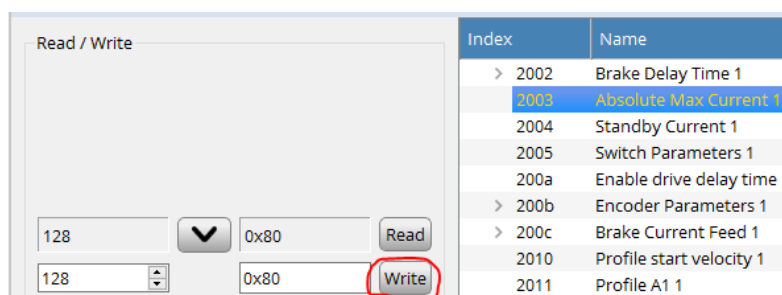 Read / Write
128 0x80 Read
128 0x80 Write
Index Name
2002 Brake Delay Time 1
2003 Absolute Max Current 1
2004 Standby Current 1
2005 Switch Parameters 1
200a Enable drive delay time
200b Encoder Parameters 1
200c Brake Current Feed 1
2010 Profile start velocity 1
2011 Profile A1 1